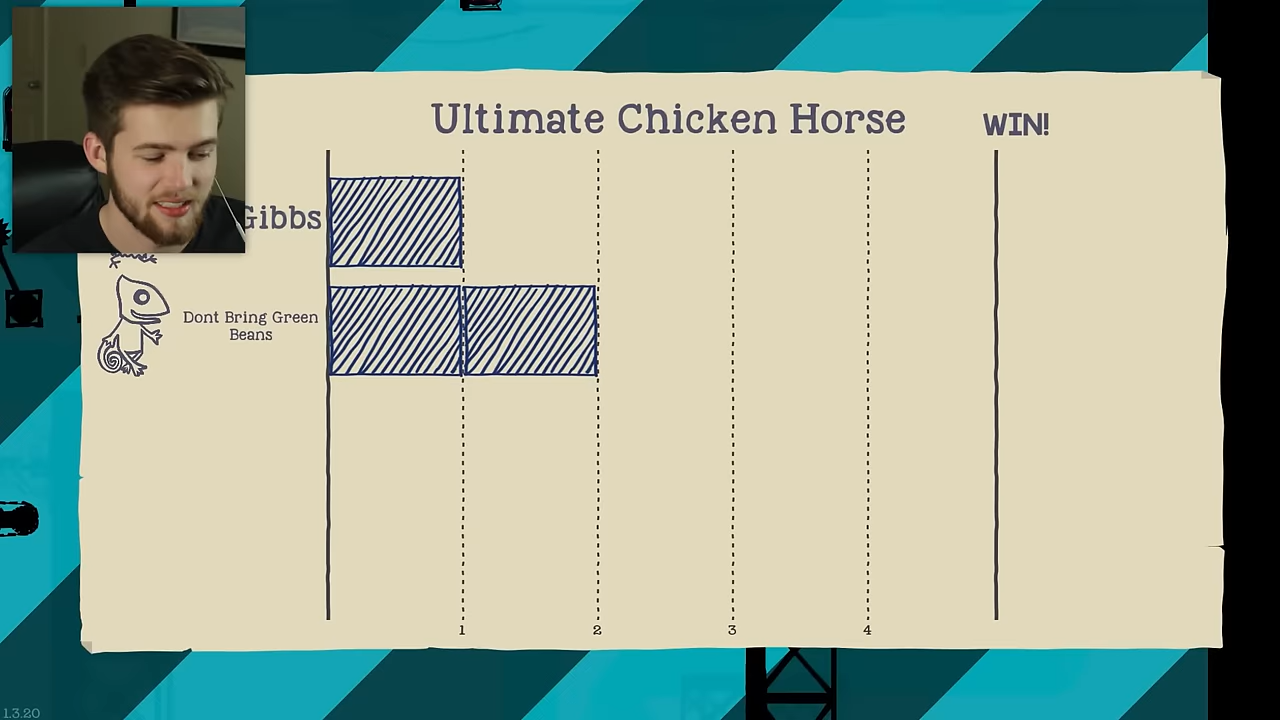 Ultimate Chicken Horse
WIN!
Gibbs
Dont Bring Green
Beans
1 2 3 4
1.3.20